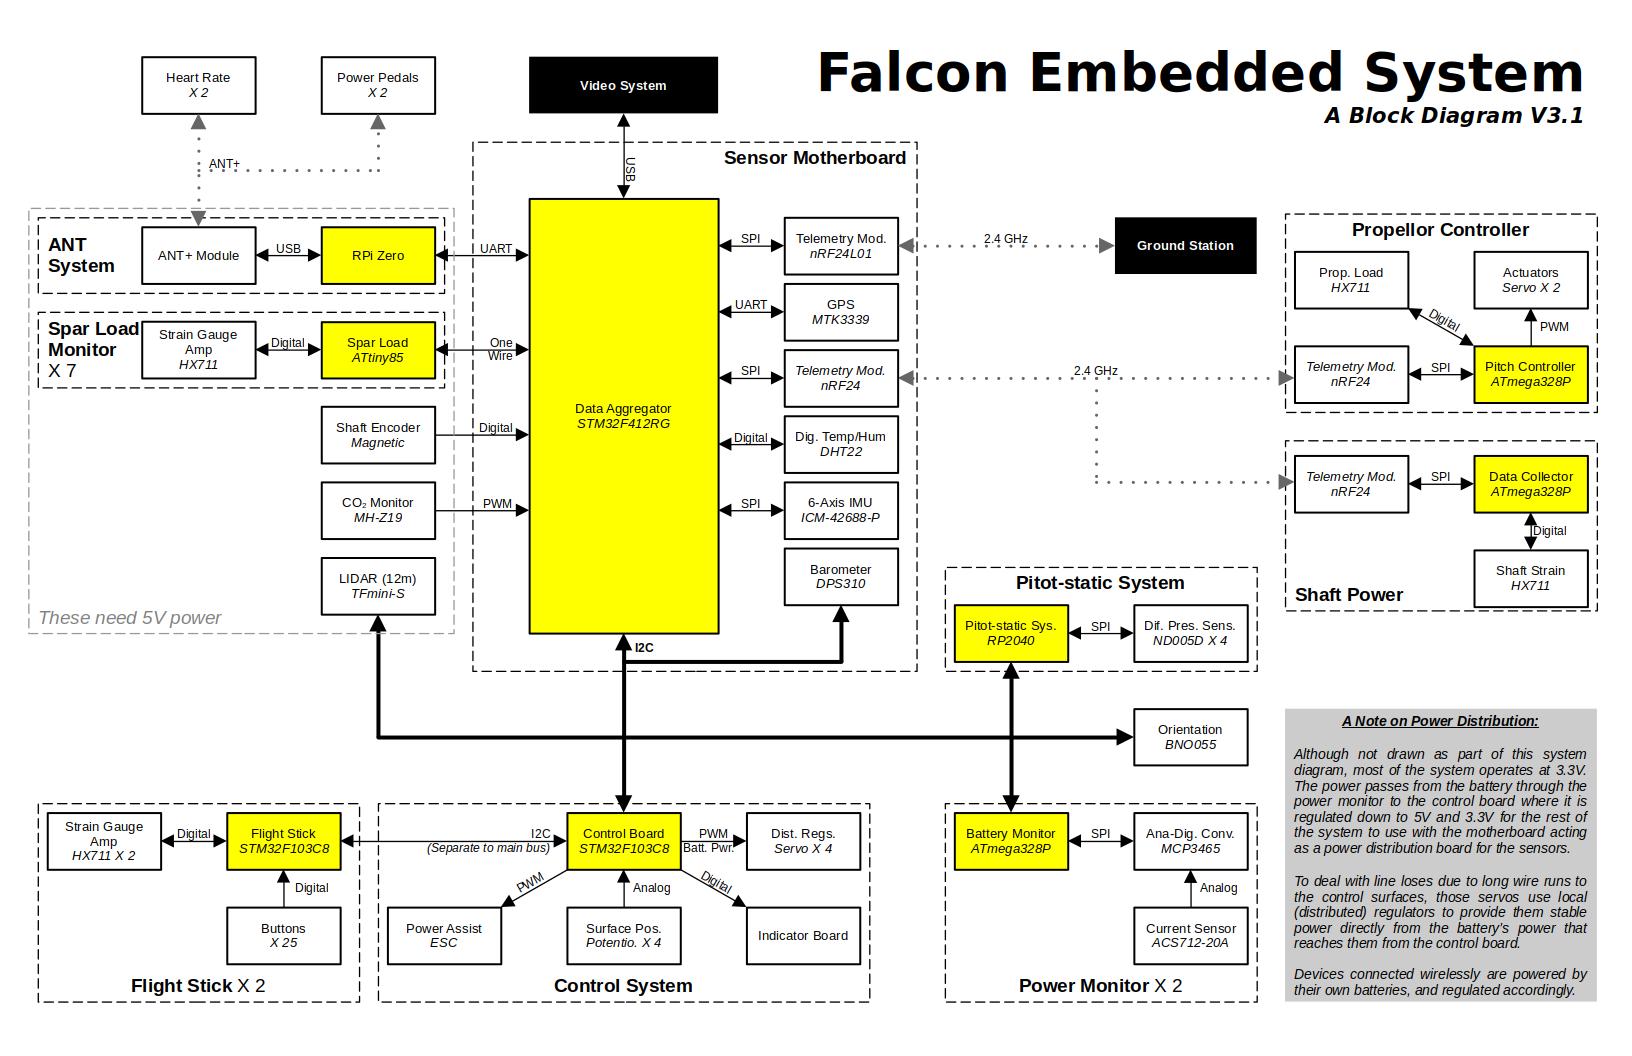 Falcon Embedded System
A Block Diagram V3.1
Heart Rate
X 2
Power Pedals
X 2
ANT+
Video System
USB
Sensor Motherboard
ANT
System
ANT+ Module
USB
RPi Zero
UART
Spar Load
Monitor
X 7
Strain Gauge
Amp
HX711
Digital
Spar Load
ATtiny85
One
Wire
Shaft Encoder
Magnetic
Digital
CO₂ Monitor
MH-Z19
PWM
LIDAR (12m)
TFmini-S
These need 5V power
Data Aggregator
STM32F412RG
SPI
Telemetry Mod.
nRF24L01
2.4 GHz
Ground Station
UART
GPS
MTK3339
SPI
Telemetry Mod.
nRF24
2.4 GHz
Digital
Dig. Temp/Hum
DHT22
SPI
6-Axis IMU
ICM-42688-P
Barometer
DPS310
I2C
Propellor Controller
Prop. Load
HX711
Actuators
Servo X 2
Digital
PWM
Telemetry Mod.
nRF24
SPI
Pitch Controller
ATmega328P
Telemetry Mod.
nRF24
SPI
Data Collector
ATmega328P
Digital
Shaft Strain
HX711
Shaft Power
Pitot-static System
Pitot-static Sys.
RP2040
SPI
Dif. Pres. Sens.
ND005D X 4
Orientation
BNO055
Strain Gauge
Amp
HX711 X 2
Digital
Flight Stick
STM32F103C8
Digital
Buttons
X 25
Flight Stick X 2
I2C
(Separate to main bus)
Control Board
STM32F103C8
PWM
Batt. Pwr.
Dist. Regs.
Servo X 4
PWM
Analog
Digital
Power Assist
ESC
Surface Pos.
Potentio. X 4
Indicator Board
Control System
Battery Monitor
ATmega328P
SPI
Ana-Dig. Conv.
MCP3465
Analog
Current Sensor
ACS712-20A
Power Monitor X 2
A Note on Power Distribution:
Although not drawn as part of this system
diagram, most of the system operates at 3.3V.
The power passes from the battery through the
power monitor to the control board where it is
regulated down to 5V and 3.3V for the rest of
the system to use with the motherboard acting
as a power distribution board for the sensors.
To deal with line loses due to long wire runs to
the control surfaces, those servos use local
(distributed) regulators to provide them stable
power directly from the battery's power that
reaches them from the control board.
Devices connected wirelessly are powered by
their own batteries, and regulated accordingly.